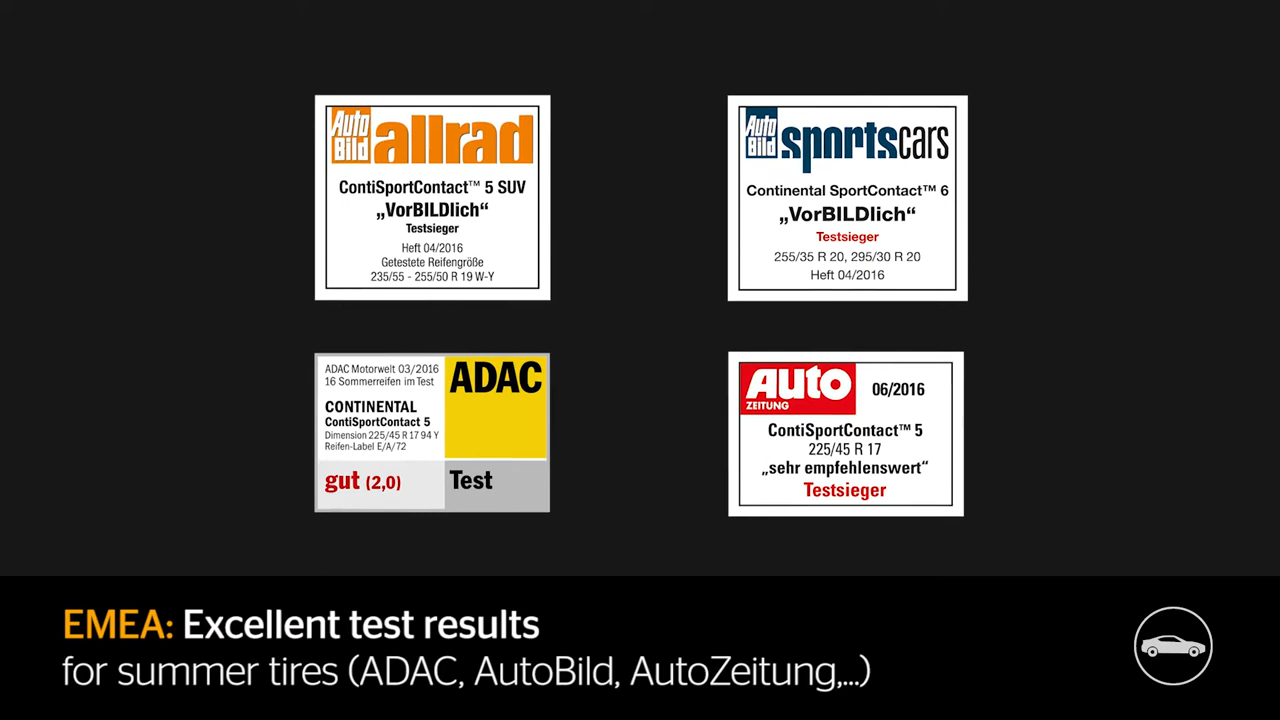 Auto Bild allrad
ContiSportContact™ 5 SUV
„VorBILDlich“
Testsieger
Heft 04/2016
Getestete Reifengröße
235/55 - 255/50 R 19 W-Y
Auto Bild sportscars
Continental SportContact™ 6
„VorBILDlich“
Testsieger
255/35 R 20, 295/30 R 20
Heft 04/2016
ADAC Motorwelt 03/2016
16 Sommerreifen im Test
CONTINENTAL
ContiSportContact 5
Dimension 225/45 R 17 94 Y
Reifen-Label E/A/72
gut (2,0)
ADAC
Test
Auto ZEITUNG
06/2016
ContiSportContact™ 5
225/45 R 17
„sehr empfehlenswert“
Testsieger
EMEA: Excellent test results
for summer tires (ADAC, AutoBild, AutoZeitung,...)